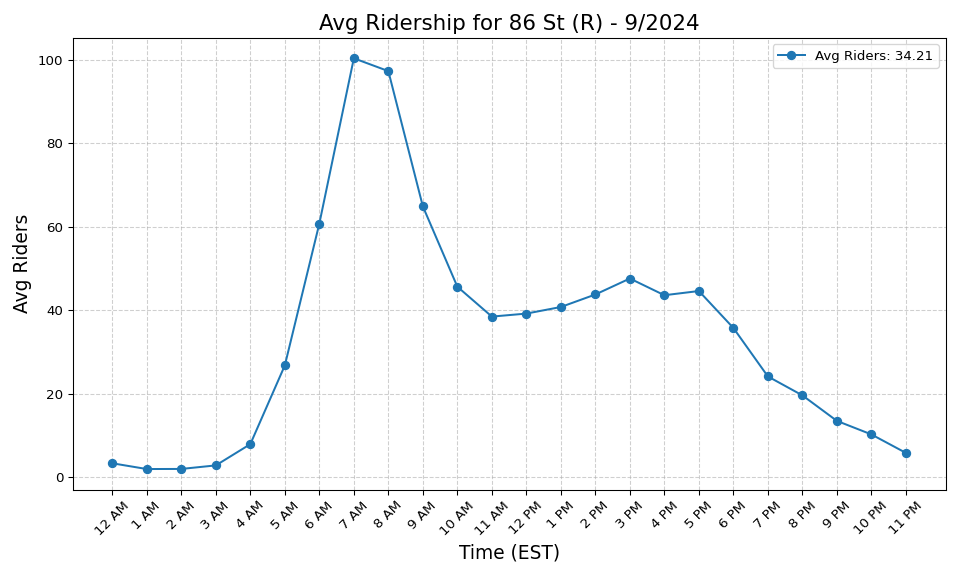 Avg Ridership for 86 St (R) - 9/2024
Avg Riders: 34.21
Avg Riders
100
80
60
40
20
0
12 AM
1 AM
2 AM
3 AM
4 AM
5 AM
6 AM
7 AM
8 AM
9 AM
10 AM
11 AM
12 PM
1 PM
2 PM
3 PM
4 PM
5 PM
6 PM
7 PM
8 PM
9 PM
10 PM
11 PM
Time (EST)